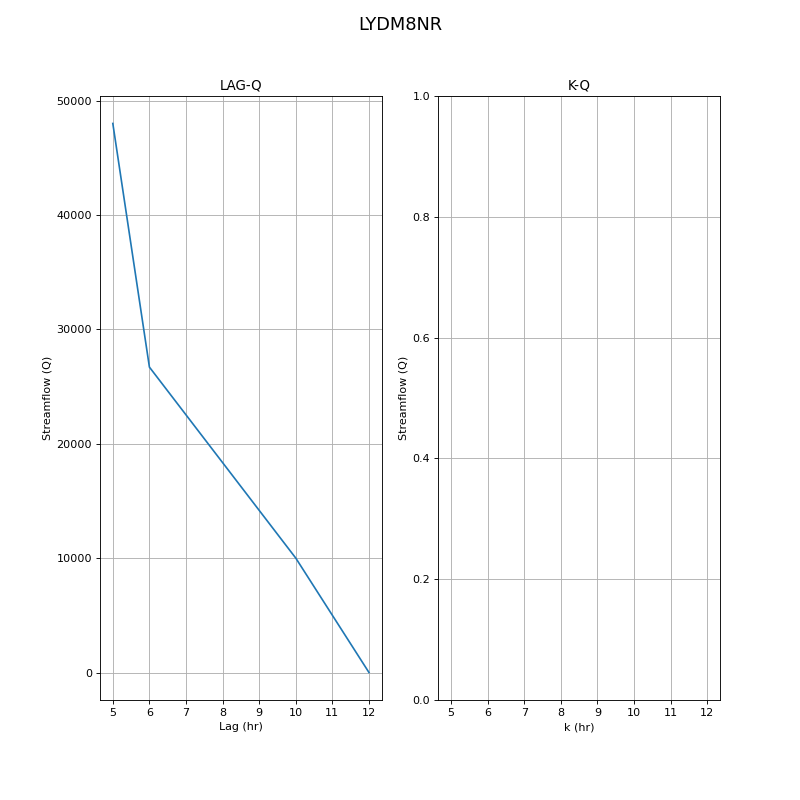 LYDM8NR
LAG-Q
50000
40000
30000
20000
10000
0
5 6 7 8 9 10 11 12
Lag (hr)
Streamflow (Q)
K-Q
1.0
0.8
0.6
0.4
0.2
0.0
5 6 7 8 9 10 11 12
k (hr)
Streamflow (Q)